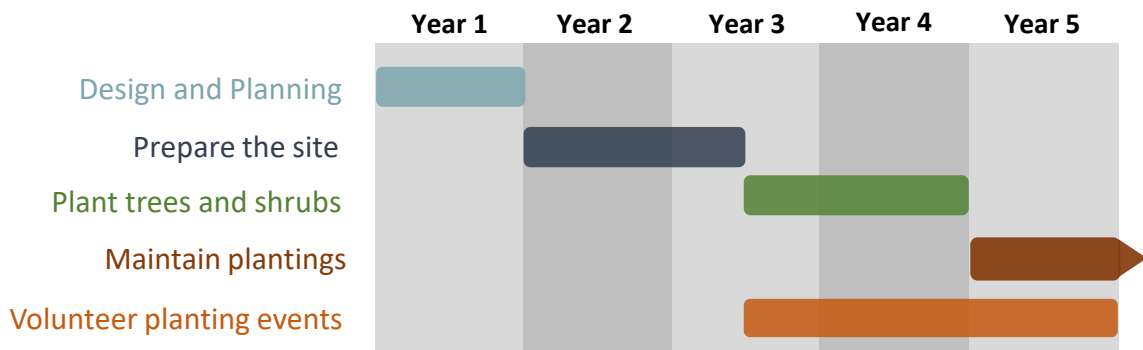 Year 1 Year 2 Year 3 Year 4 Year 5
Design and Planning
Prepare the site
Plant trees and shrubs
Maintain plantings
Volunteer planting events